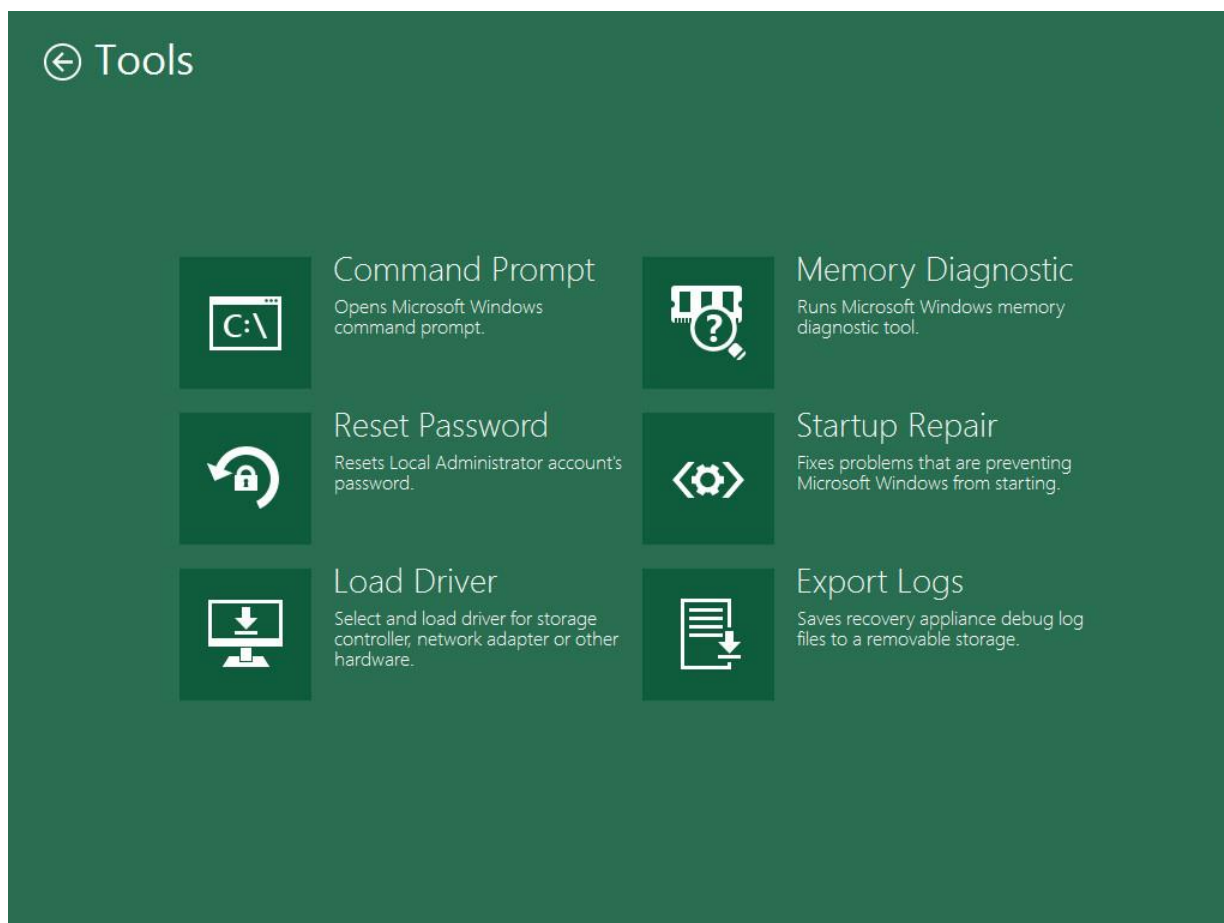 Tools
Command Prompt
Opens Microsoft Windows
command prompt.
C:\
Memory Diagnostic
Runs Microsoft Windows memory
diagnostic tool.
?
Reset Password
Resets Local Administrator account's
password.
Startup Repair
Fixes problems that are preventing
Microsoft Windows from starting.
Load Driver
Select and load driver for storage
controller, network adapter or other
hardware.
Export Logs
Saves recovery appliance debug log
files to a removable storage.